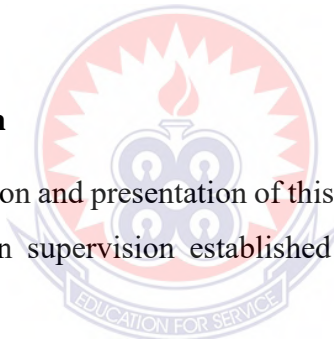 n
on and presentation of this
n supervision established
EDUCATION FOR SERVICE